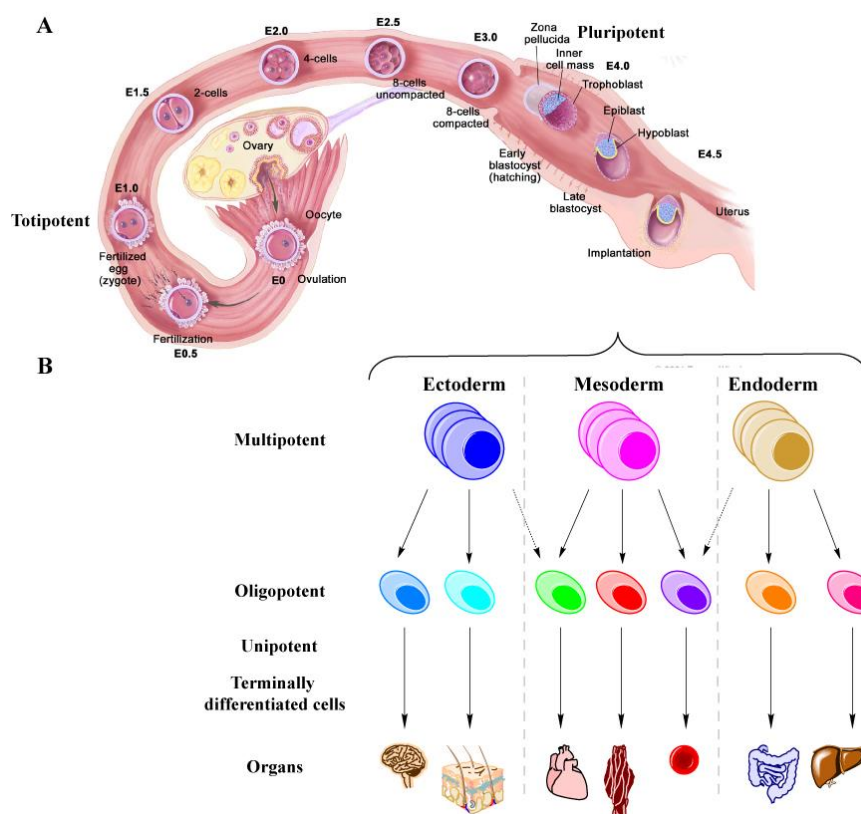 A
Pluripotent
E2.0
E2.5
E3.0
E4.0
E1.5
E1.0
E4.5
Zona
pellucida
Inner
cell mass
Trophoblast
4-cells
2-cells
8-cells
uncompacted
8-cells
compacted
Epiblast
Hypoblast
Ovary
Early
blastocyst
(hatching)
Late
blastocyst
Totipotent
Oocyte
Uterus
Fertilized
egg
(zygote)
E0
Ovulation
Implantation
Fertilization
E0.5
B
Ectoderm
Mesoderm
Endoderm
Multipotent
Oligopotent
Unipotent
Terminally
differentiated cells
Organs